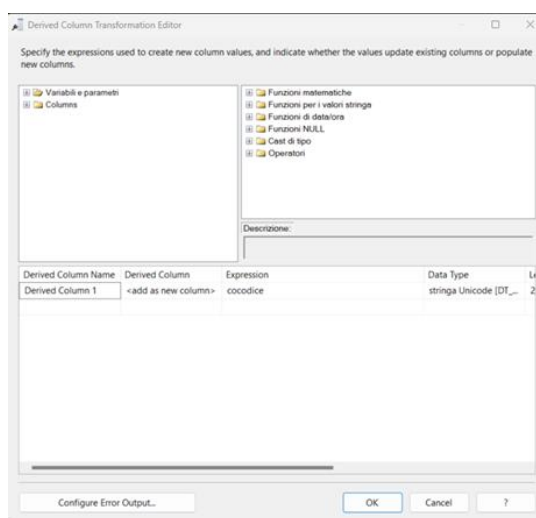 Derived Column Transformation Editor
Specify the expressions used to create new column values, and indicate whether the values update existing columns or populate
new columns.
Variabili e parametri
Columns
Funzioni matematiche
Funzioni per i valori stringa
Funzioni di data/ora
Funzioni NULL
Cast di tipo
Operatori
Descrizione:
Derived Column Name Derived Column Expression Data Type Le
Derived Column 1 <add as new column> cocodice stringa Unicode [DT_... 2
Configure Error Output... OK Cancel ?